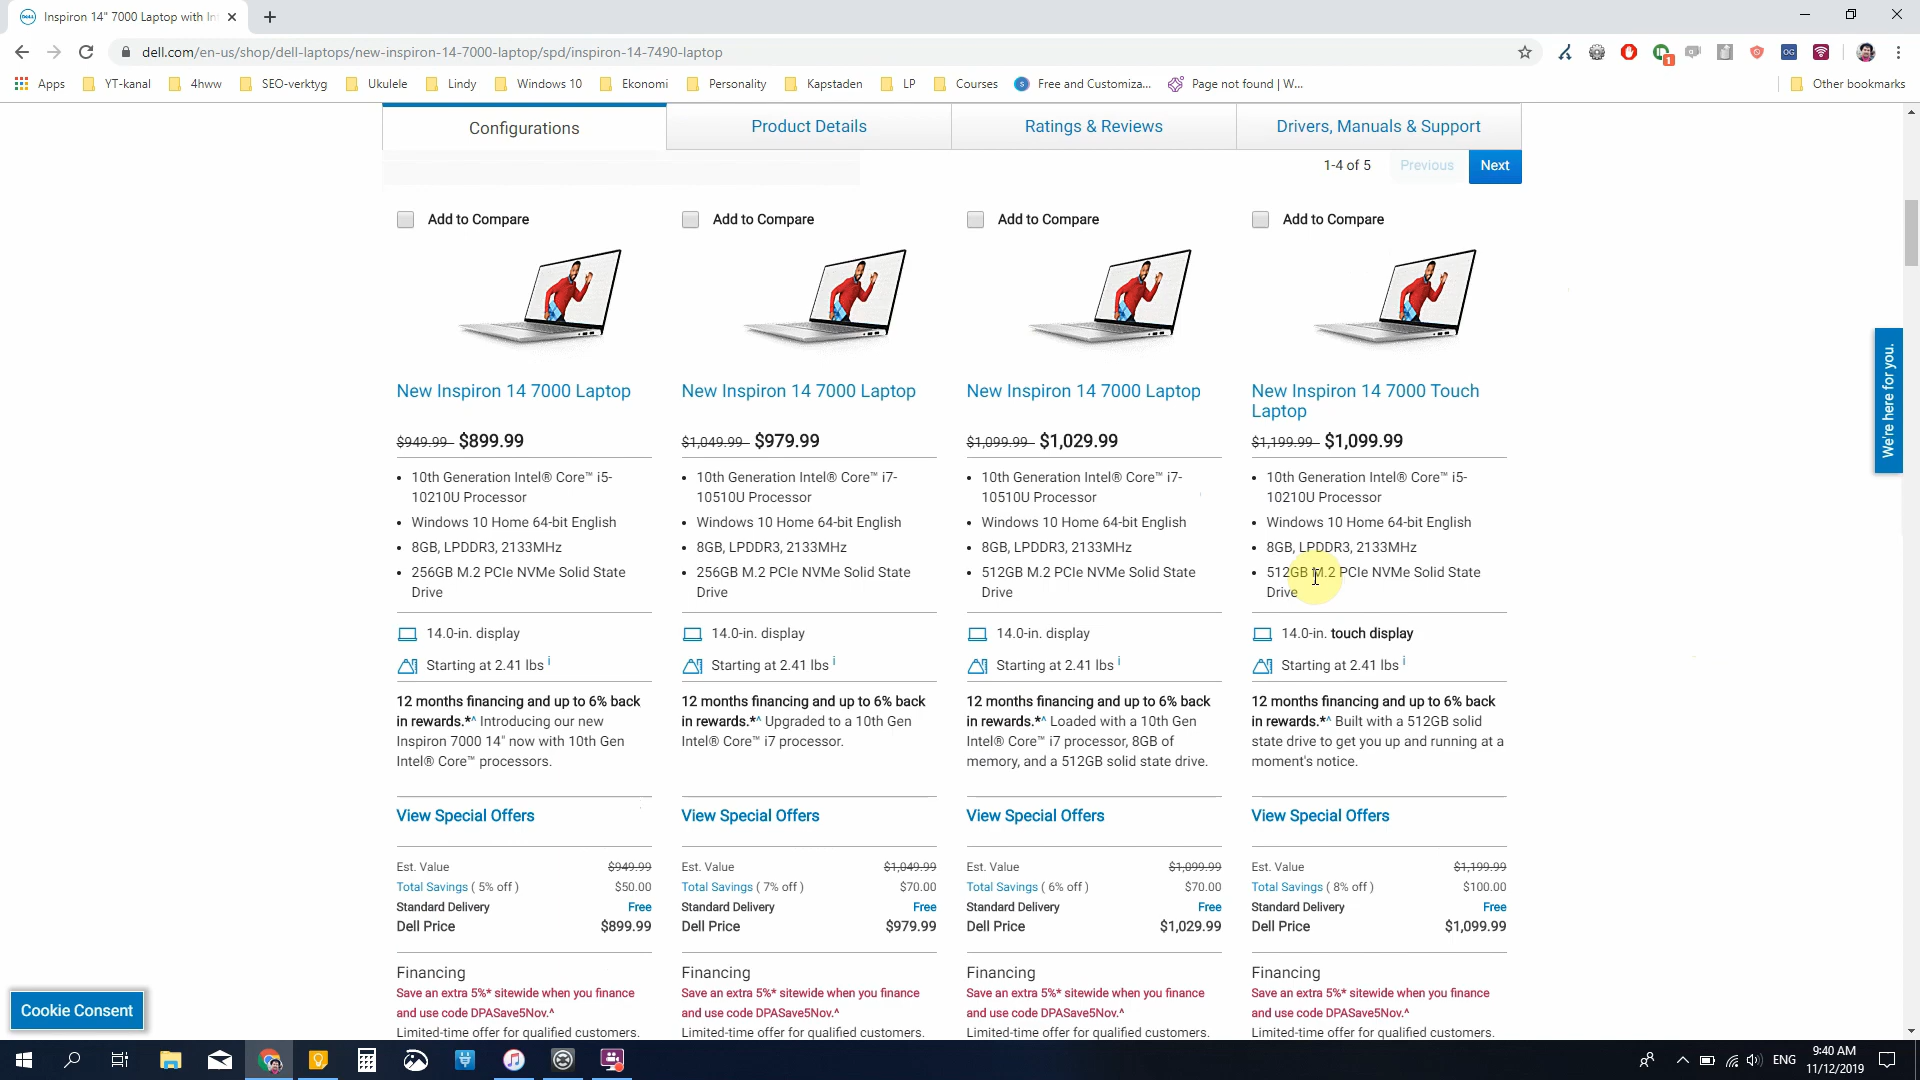 Inspiron 14" 7000 Laptop with In
dell.com/en-us/shop/dell-laptops/new-inspiron-14-7000-laptop/spd/inspiron-14-7490-laptop
OG
1
Apps YT-kanal 4hww SEO-verktyg Ukulele Lindy Windows 10 Ekonomi Personality Kapstaden LP Courses Free and Customiza... Page not found | W... Other bookmarks
Configurations Product Details Ratings & Reviews Drivers, Manuals & Support
1-4 of 5 Previous Next
Add to Compare Add to Compare Add to Compare Add to Compare
New Inspiron 14 7000 Laptop
$949.99 $899.99
10th Generation Intel® Core™ i5-
10210U Processor
Windows 10 Home 64-bit English
8GB, LPDDR3, 2133MHz
256GB M.2 PCIe NVMe Solid State
Drive
14.0-in. display
Starting at 2.41 lbs i
12 months financing and up to 6% back
in rewards.*^ Introducing our new
Inspiron 7000 14" now with 10th Gen
Intel® Core™ processors.
View Special Offers
Est. Value $949.99
Total Savings ( 5% off ) $50.00
Standard Delivery Free
Dell Price $899.99
Financing
Save an extra 5%* sitewide when you finance
and use code DPASave5Nov.^
Limited-time offer for qualified customers.
New Inspiron 14 7000 Laptop
$1,049.99 $979.99
10th Generation Intel® Core™ i7-
10510U Processor
Windows 10 Home 64-bit English
8GB, LPDDR3, 2133MHz
256GB M.2 PCIe NVMe Solid State
Drive
14.0-in. display
Starting at 2.41 lbs i
12 months financing and up to 6% back
in rewards.*^ Upgraded to a 10th Gen
Intel® Core™ i7 processor.
View Special Offers
Est. Value $1,049.99
Total Savings ( 7% off ) $70.00
Standard Delivery Free
Dell Price $979.99
Financing
Save an extra 5%* sitewide when you finance
and use code DPASave5Nov.^
Limited-time offer for qualified customers.
New Inspiron 14 7000 Laptop
$1,099.99 $1,029.99
10th Generation Intel® Core™ i7-
10510U Processor
Windows 10 Home 64-bit English
8GB, LPDDR3, 2133MHz
512GB M.2 PCIe NVMe Solid State
Drive
14.0-in. display
Starting at 2.41 lbs i
12 months financing and up to 6% back
in rewards.*^ Loaded with a 10th Gen
Intel® Core™ i7 processor, 8GB of
memory, and a 512GB solid state drive.
View Special Offers
Est. Value $1,099.99
Total Savings ( 6% off ) $70.00
Standard Delivery Free
Dell Price $1,029.99
Financing
Save an extra 5%* sitewide when you finance
and use code DPASave5Nov.^
Limited-time offer for qualified customers.
New Inspiron 14 7000 Touch
Laptop
$1,199.99 $1,099.99
10th Generation Intel® Core™ i5-
10210U Processor
Windows 10 Home 64-bit English
8GB, LPDDR3, 2133MHz
512GB M.2 PCIe NVMe Solid State
Drive
14.0-in. touch display
Starting at 2.41 lbs i
12 months financing and up to 6% back
in rewards.*^ Built with a 512GB solid
state drive to get you up and running at a
moment's notice.
View Special Offers
Est. Value $1,199.99
Total Savings ( 8% off ) $100.00
Standard Delivery Free
Dell Price $1,099.99
Financing
Save an extra 5%* sitewide when you finance
and use code DPASave5Nov.^
Limited-time offer for qualified customers.
We're here for you.
Cookie Consent
ENG
9:40 AM
11/12/2019